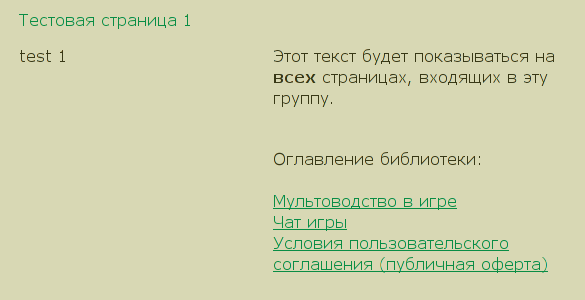 Тестовая страница 1
test 1
Этот текст будет показываться на
всех страницах, входящих в эту
группу.
Оглавление библиотеки:
Мультоводство в игре
Чат игры
Условия пользовательского
соглашения (публичная оферта)